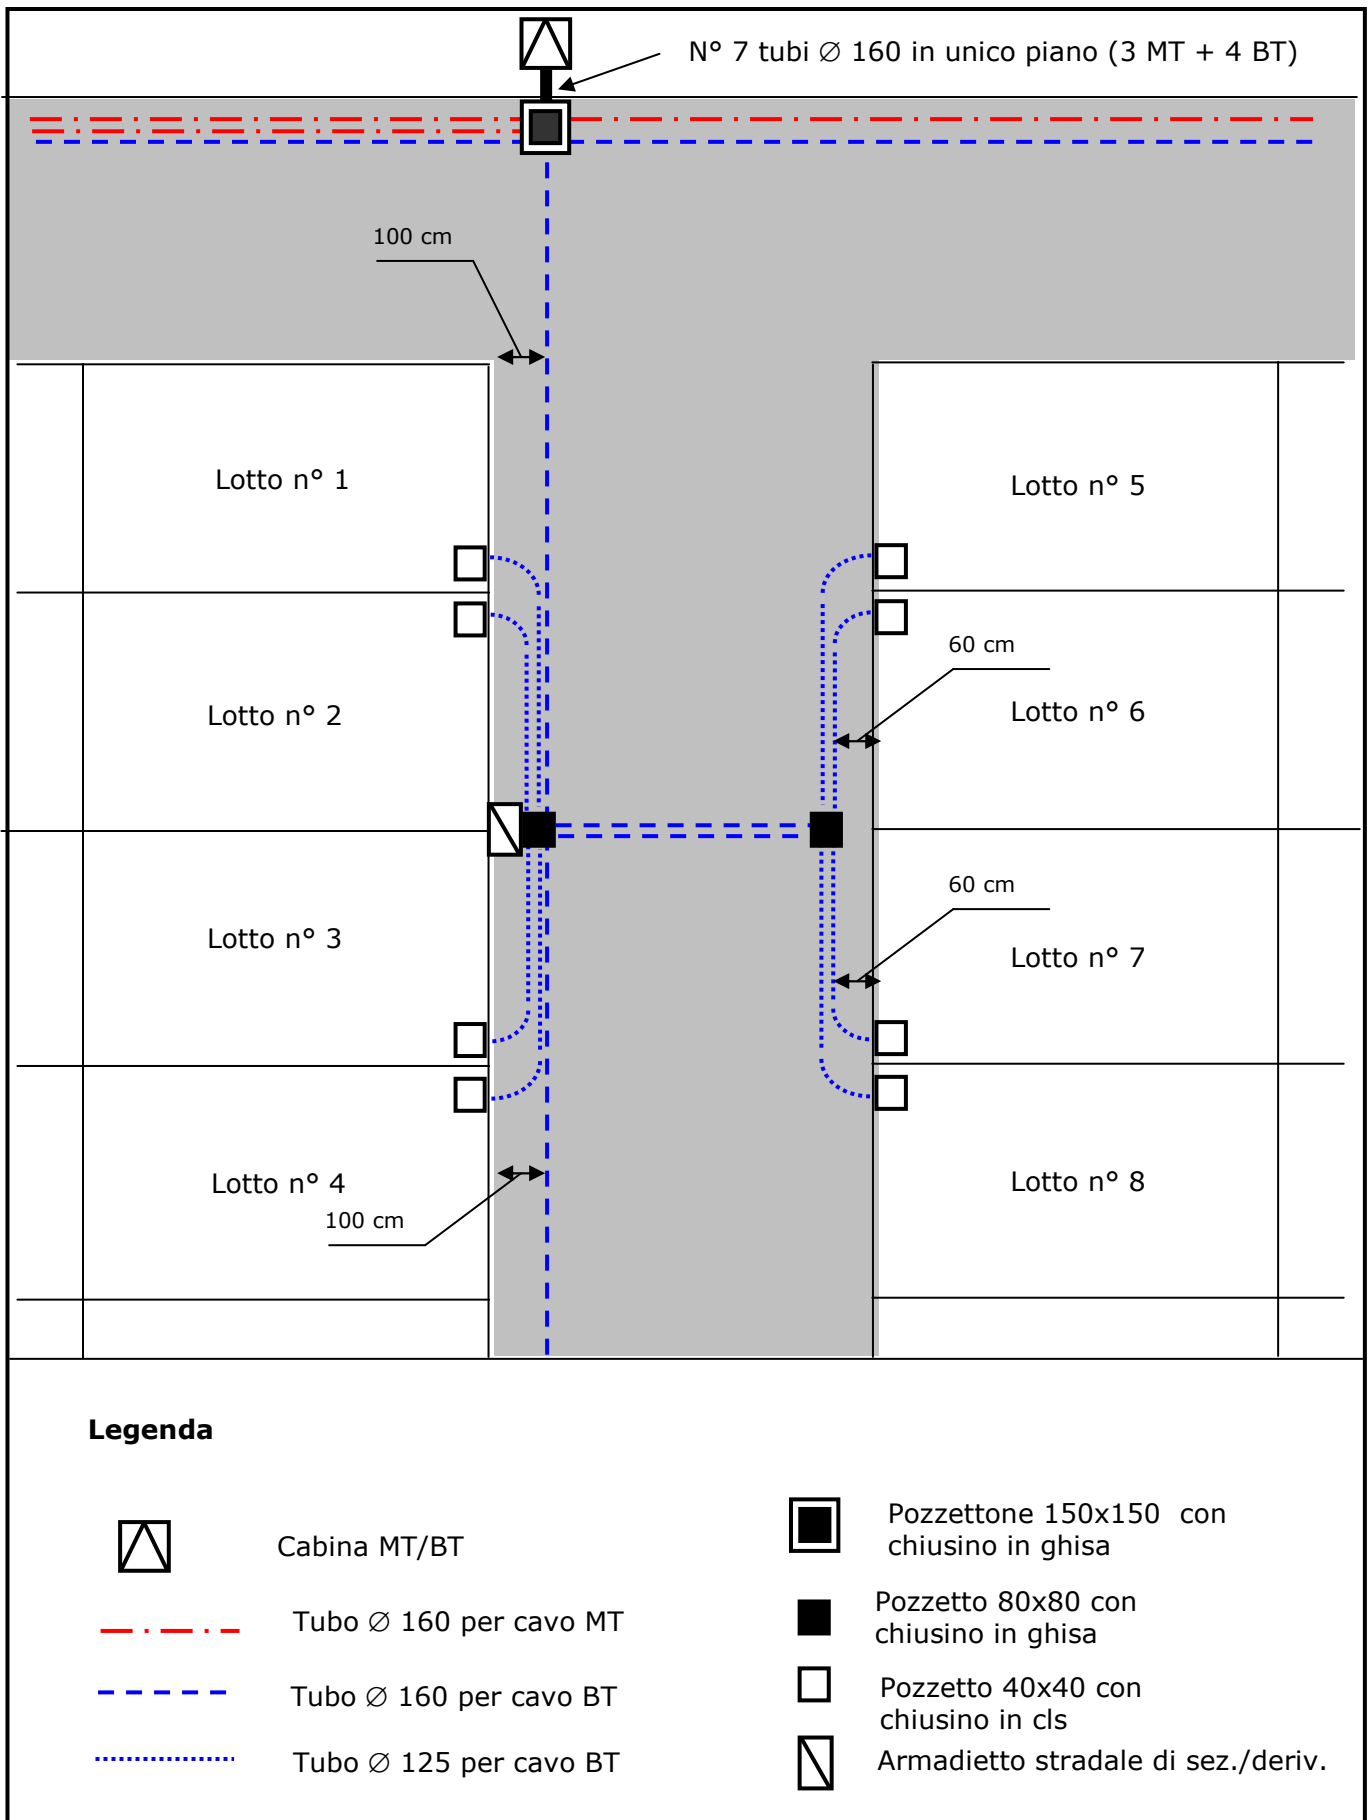 N° 7 tubi ∅ 160 in unico piano (3 MT + 4 BT)
100 cm
Lotto n° 1
Lotto n° 5
60 cm
Lotto n° 2
Lotto n° 6
60 cm
Lotto n° 3
Lotto n° 7
Lotto n° 4
Lotto n° 8
100 cm
Legenda
Cabina MT/BT
Tubo ∅ 160 per cavo MT
Tubo ∅ 160 per cavo BT
Tubo ∅ 125 per cavo BT
Pozzettone 150x150 con
chiusino in ghisa
Pozzetto 80x80 con
chiusino in ghisa
Pozzetto 40x40 con
chiusino in cls
Armadietto stradale di sez./deriv.